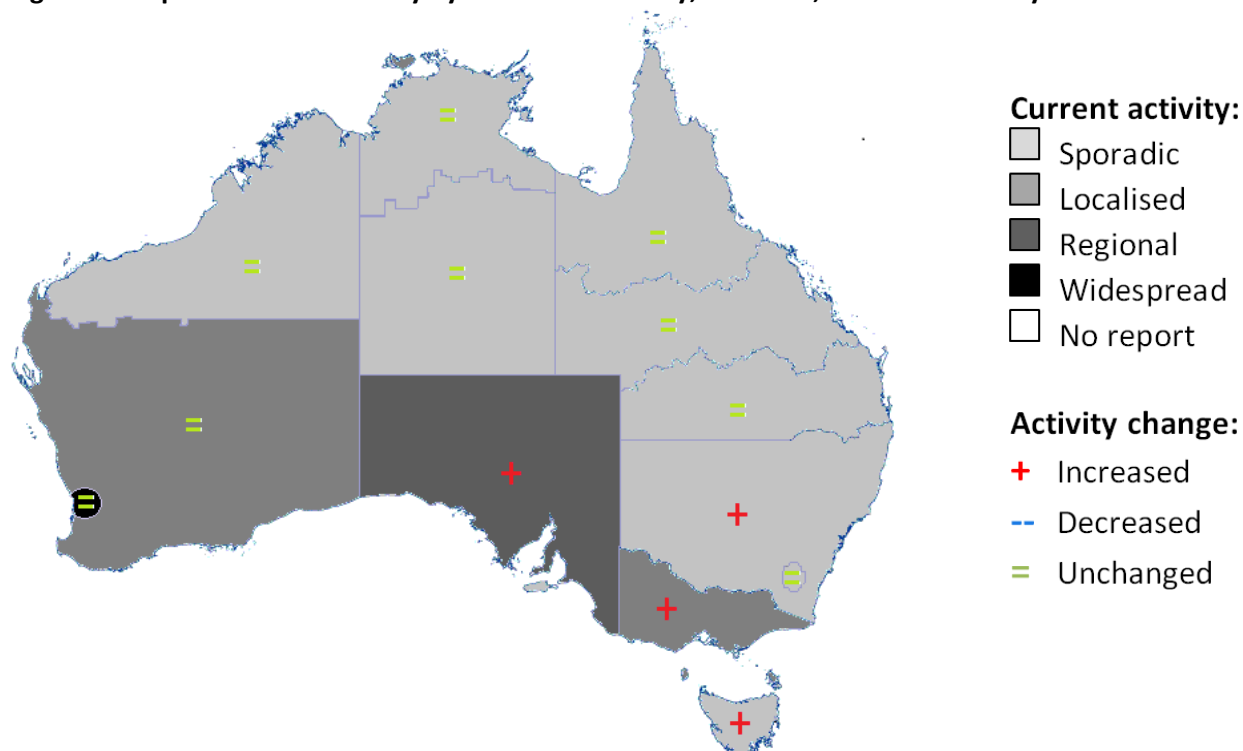 Current activity:
Sporadic
Localised
Regional
Widespread
No report
Activity change:
+ Increased
-- Decreased
= Unchanged